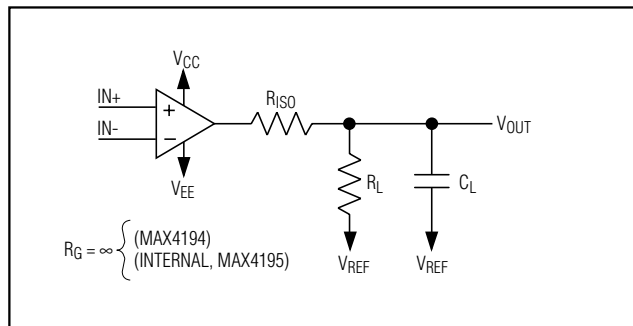 VCC
IN+
IN-
+
−
VEE
RISO
VOUT
RL
CL
VREF
VREF
RG = ∞ { (MAX4194)
(INTERNAL, MAX4195)